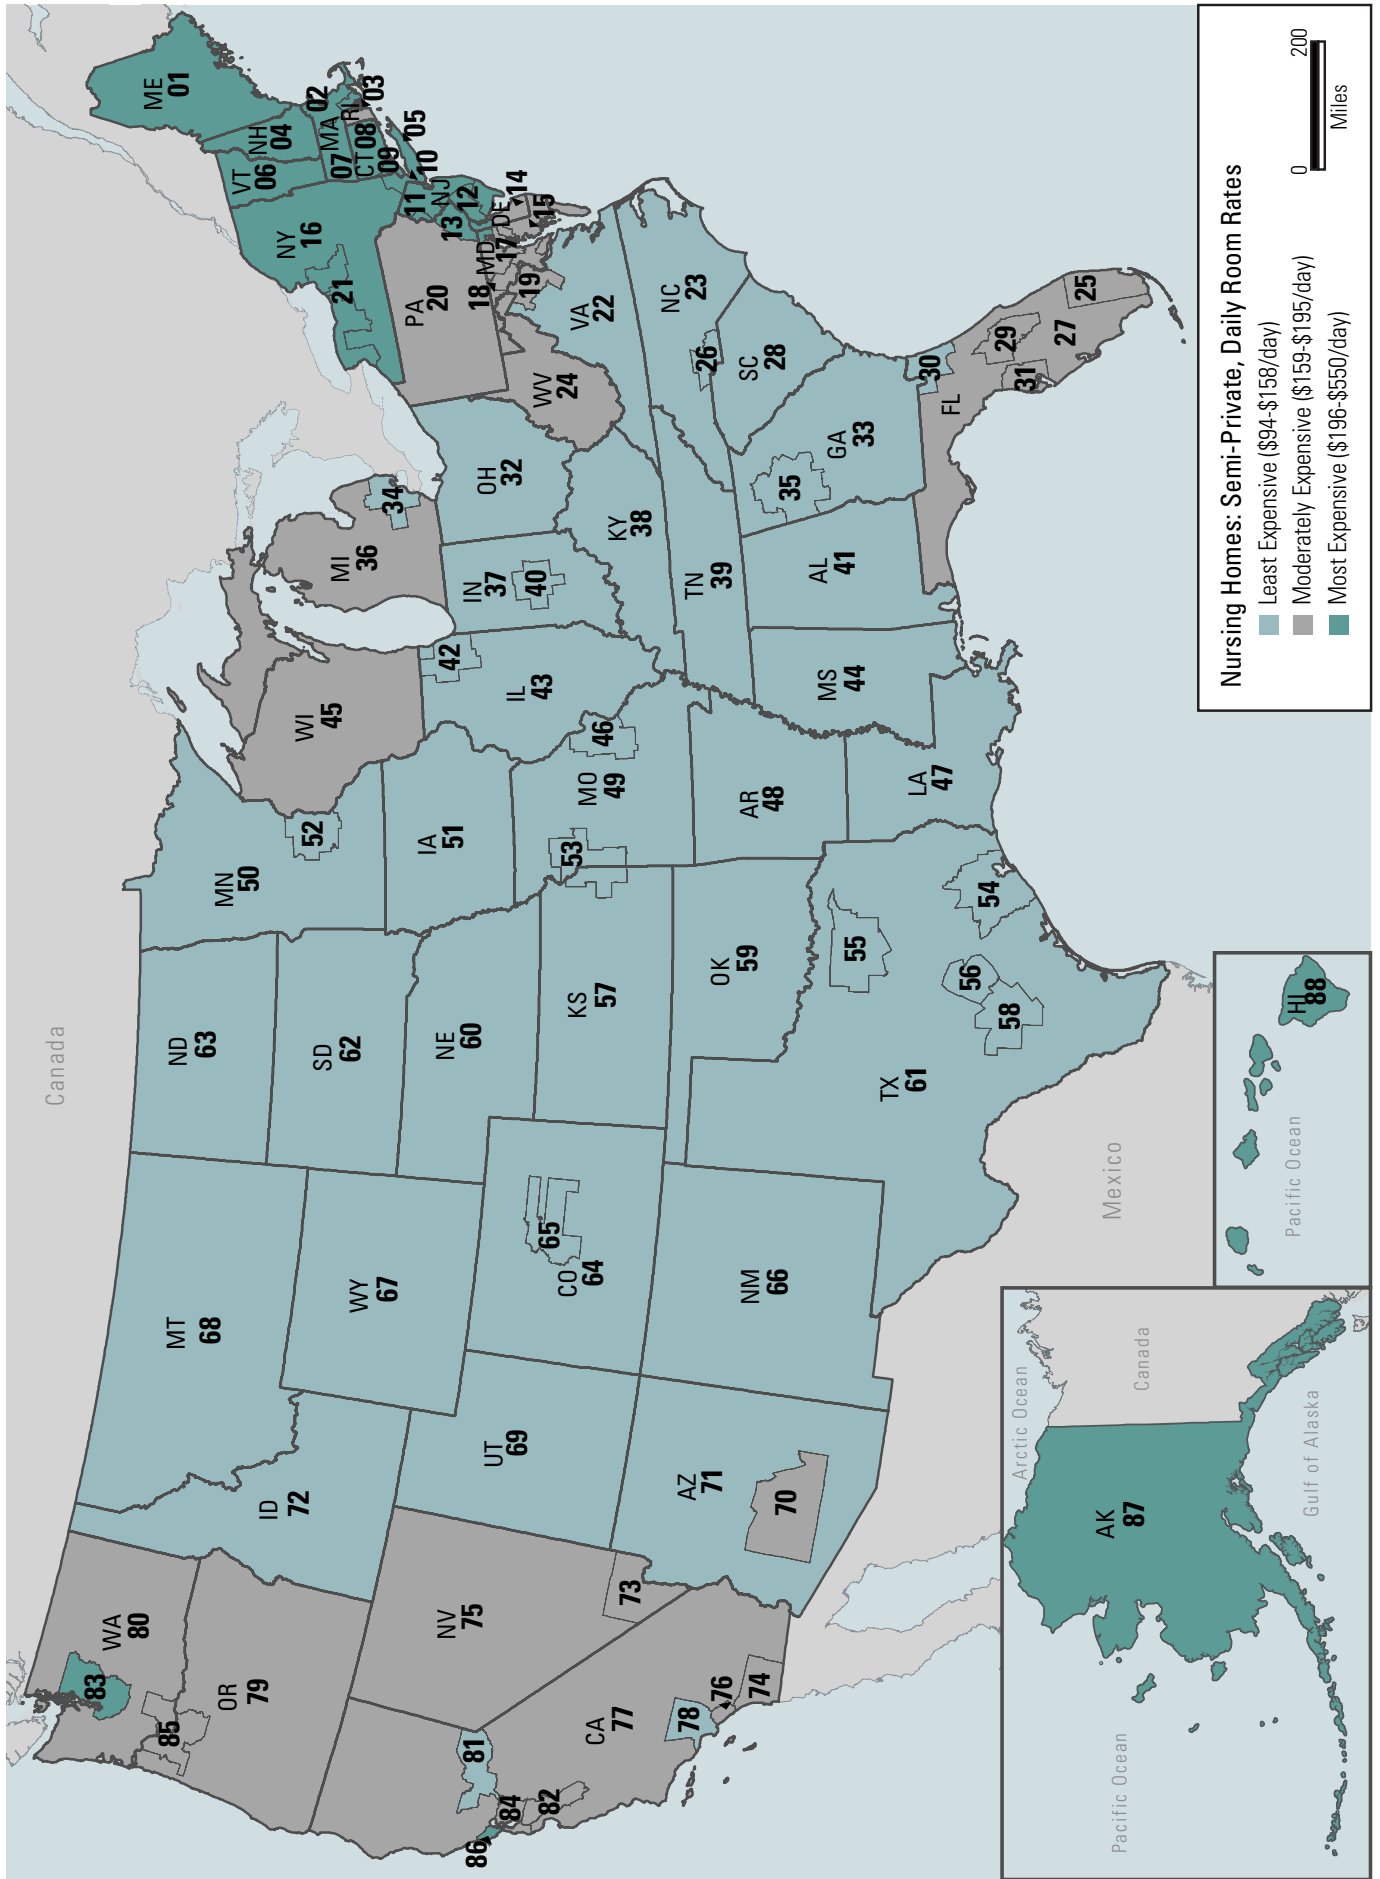 Canada
WA
80
83
85
OR
79
ID
72
MT
68
ND
63
MN
50
52
WI
45
MI
36
34
NY
16
21
VT
06
NH
04
ME
01
MA
02
07
RI
03
CT
08
09
05
10
11
NJ
12
13
PA
20
DE
14
15
MD
17
18
19
WY
67
SD
62
NE
60
IA
51
IL
43
42
IN
37
40
OH
32
WV
24
VA
22
NV
75
73
UT
69
CO
64
65
KS
57
MO
49
53
46
KY
38
TN
39
NC
23
26
SC
28
CA
77
81
86
84
82
78
76
74
AZ
71
70
NM
66
OK
59
AR
48
MS
44
AL
41
GA
33
35
TX
61
55
56
58
54
LA
47
FL
30
29
31
27
25
Mexico
Arctic Ocean
Canada
AK
87
Pacific Ocean
Gulf of Alaska
Pacific Ocean
HI
88
Nursing Homes: Semi-Private, Daily Room Rates
Least Expensive ($94-$158/day)
Moderately Expensive ($159-$195/day)
Most Expensive ($196-$550/day)
0 200
Miles